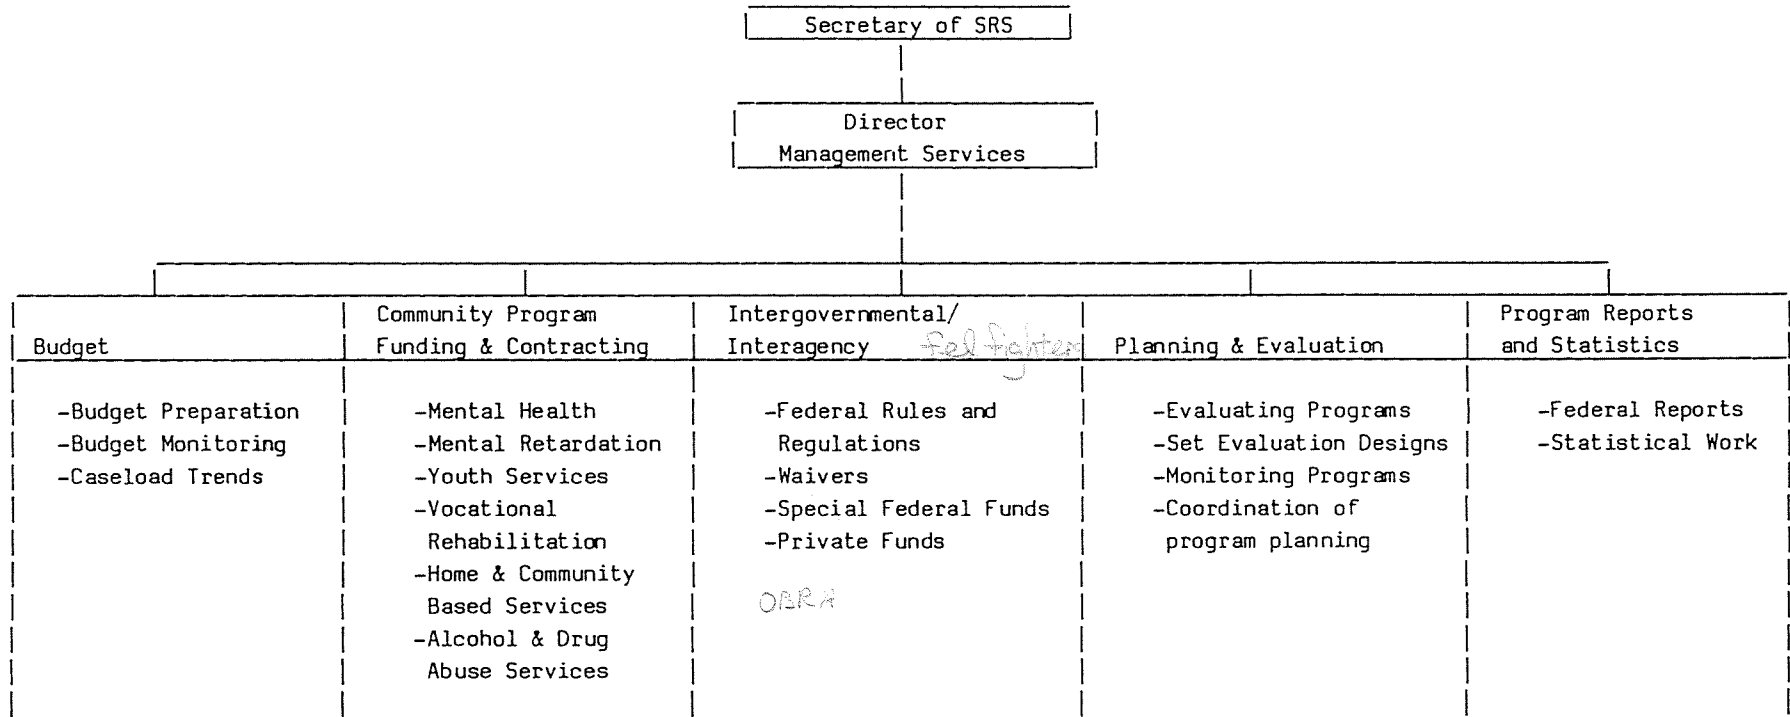 Secretary of SRS
Director
Management Services
Budget
Community Program
Funding & Contracting
Intergovernmental/
Interagency
Planning & Evaluation
Program Reports
and Statistics
-Budget Preparation
-Budget Monitoring
-Caseload Trends
-Mental Health
-Mental Retardation
-Youth Services
-Vocational
Rehabilitation
-Home & Community
Based Services
-Alcohol & Drug
Abuse Services
-Federal Rules and
Regulations
-Waivers
-Special Federal Funds
-Private Funds
OBRA
-Evaluating Programs
-Set Evaluation Designs
-Monitoring Programs
-Coordination of
program planning
-Federal Reports
-Statistical Work